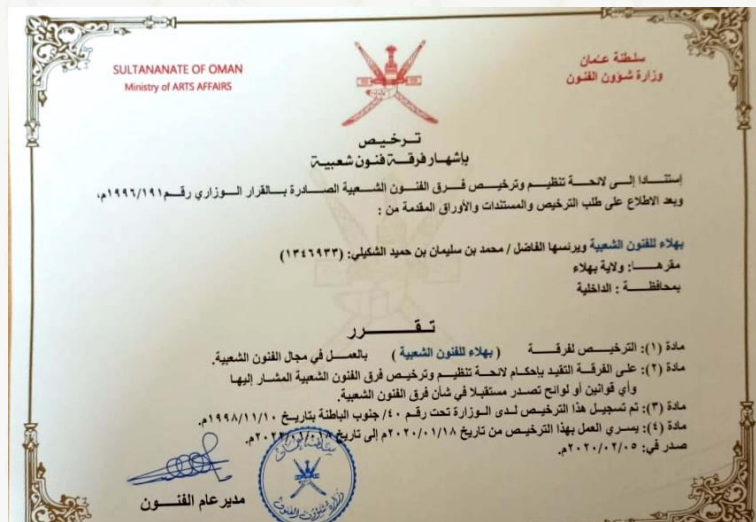 SULTANANATE OF OMAN
Ministry of ARTS AFFAIRS
سلطنة عمان
وزارة شؤون الفنون
ترخيص
بإشهار فرقة فنون شعبية
إستنادا إلى لائحة تنظيم وترخيص فرق الفنون الشعبية الصادرة بالقرار الوزاري رقم ١٩٩٦/١٩١م،
وبعد الاطلاع على طلب الترخيص والمستندات والأوراق المقدمة من :
بهلاء للفنون الشعبية ويرئسها الفاضل / محمد بن سليمان بن حميد الشكيلي: (١٣٤٦٩٣٣)
مقرها: ولاية بهلاء
بمحافظة : الداخلية
تقرر
مادة (١): الترخيص لفرقة ( بهلاء للفنون الشعبية ) بالعمل في مجال الفنون الشعبية.
مادة (٢): على الفرقة التقيد بإحكام لائحة تنظيم وترخيص فرق الفنون الشعبية المشار إليها
وأي قوانين أو لوائح تصدر مستقبلا في شأن فرق الفنون الشعبية.
مادة (٣): تم تسجيل هذا الترخيص لدى الوزارة تحت رقم ٤٠/ جنوب الباطنة بتاريخ ١٩٩٨/١١/١٠م.
مادة (٤): يسري العمل بهذا الترخيص من تاريخ ٢٠٢٠/٠١/١٨م إلى تاريخ
صدر في: ٢٠٢٠/٠٢/٠٥م.
مدير عام الفنون